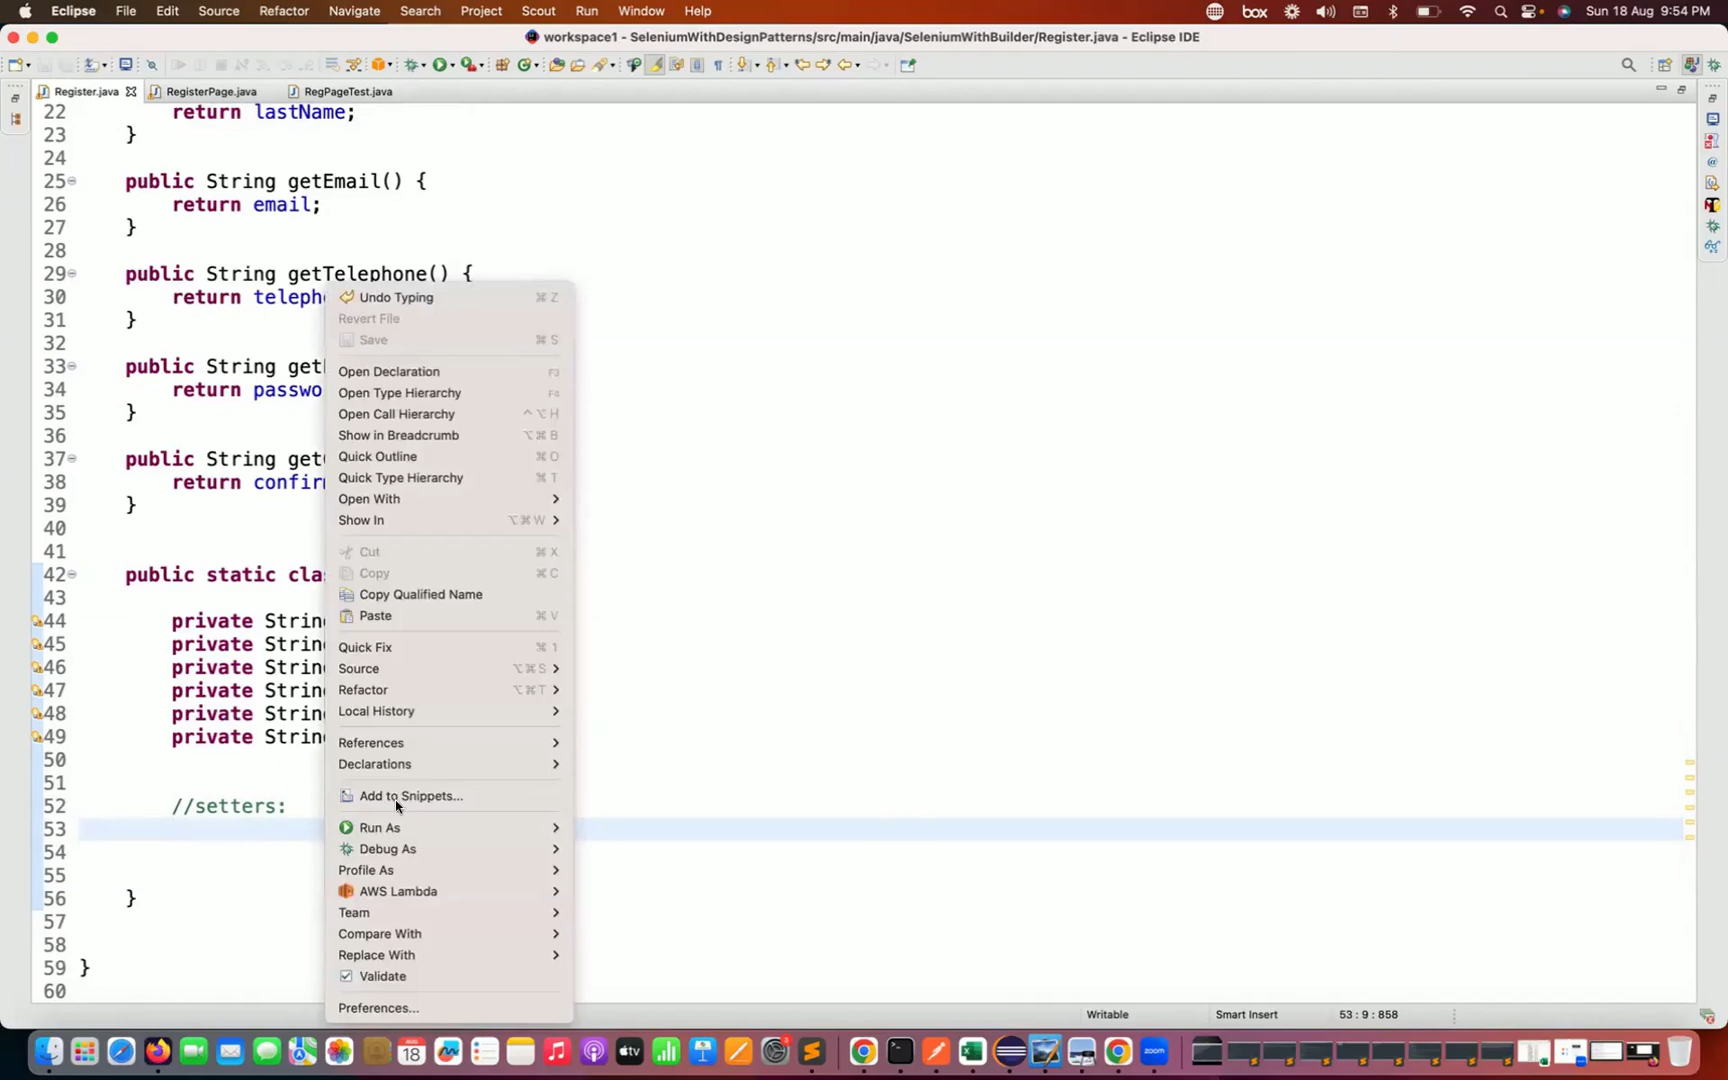 Eclipse File Edit Source Refactor Navigate Search Project Scout Run Window Help box Sun 18 Aug 9:54 PM
workspace1 - SeleniumWithDesignPatterns/src/main/java/SeleniumWithBuilder/Register.java - Eclipse IDE
Register.java RegisterPage.java RegPageTest.java
22 return lastName;
23 }
24
25 public String getEmail() {
26 return email;
27 }
28
29 public String getTelephone() {
30 return teleph
31 }
32
33 public String get
34 return passwo
35 }
36
37 public String get
38 return confir
39 }
40
41
42 public static cla
43
44 private Strin
45 private Strin
46 private Strin
47 private Strin
48 private Strin
49 private Strin
50
51
52 //setters:
53
54
55
56 }
57
58
59 }
60
Undo Typing ⌘ Z
Revert File
Save ⌘ S
Open Declaration F3
Open Type Hierarchy F4
Open Call Hierarchy ^ ⌥ H
Show in Breadcrumb ⌥ ⌘ B
Quick Outline ⌘ O
Quick Type Hierarchy ⌘ T
Open With
Show In ⌥ ⌘ W
Cut ⌘ X
Copy ⌘ C
Copy Qualified Name
Paste ⌘ V
Quick Fix ⌘ 1
Source ⌥ ⌘ S
Refactor ⌥ ⌘ T
Local History
References
Declarations
Add to Snippets...
Run As
Debug As
Profile As
AWS Lambda
Team
Compare With
Replace With
Validate
Preferences...
Writable Smart Insert 53 : 9 : 858
AUG
18
tv
zoom